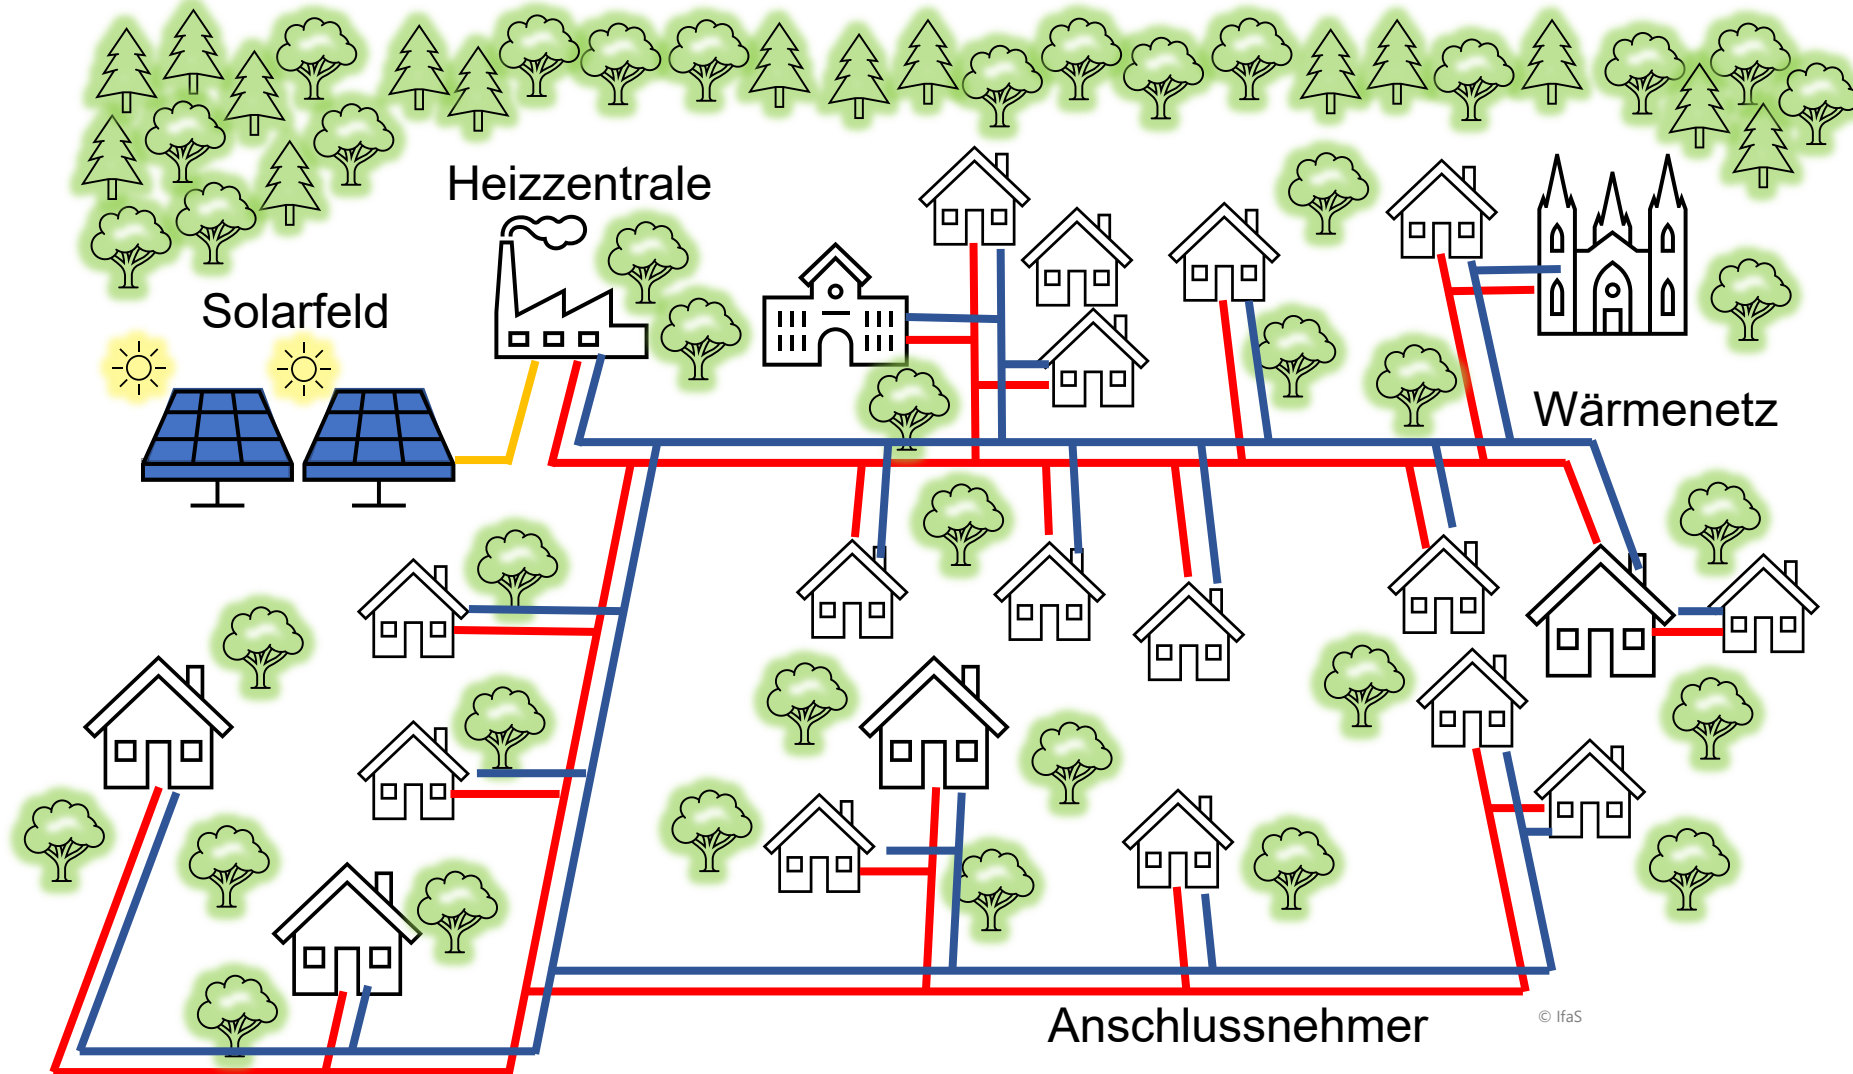 Heizzentrale
Solarfeld
Wärmenetz
Anschlussnehmer
© IfaS